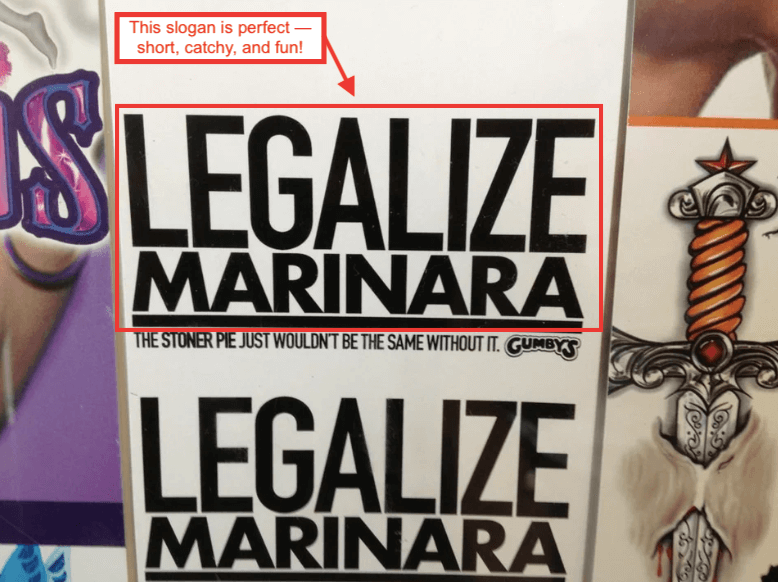 This slogan is perfect —
short, catchy, and fun!
LEGALIZE
MARINARA
THE STONER PIE JUST WOULDN'T BE THE SAME WITHOUT IT. GUMBY'S
LEGALIZE
MARINARA